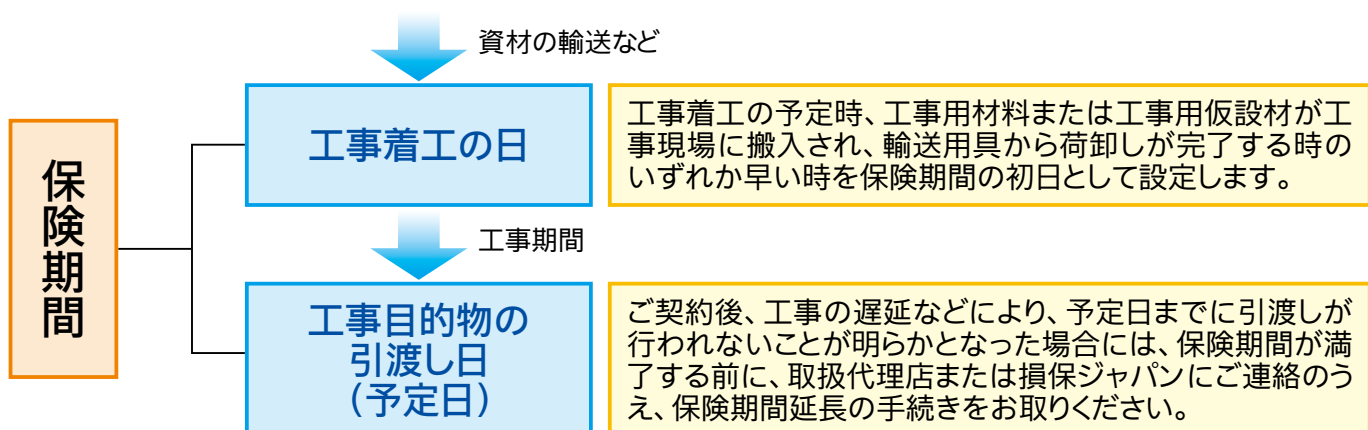 資材の輸送など
保険期間
工事着工の日
工事着工の予定時、工事用材料または工事用仮設材が工
事現場に搬入され、輸送用具から荷卸しが完了する時の
いずれか早い時を保険期間の初日として設定します。
工事期間
工事目的物の
引渡し日
（予定日）
ご契約後、工事の遅延などにより、予定日までに引渡しが
行われないことが明らかとなった場合には、保険期間が満
了する前に、取扱代理店または損保ジャパンにご連絡のう
え、保険期間延長の手続きをお取りください。